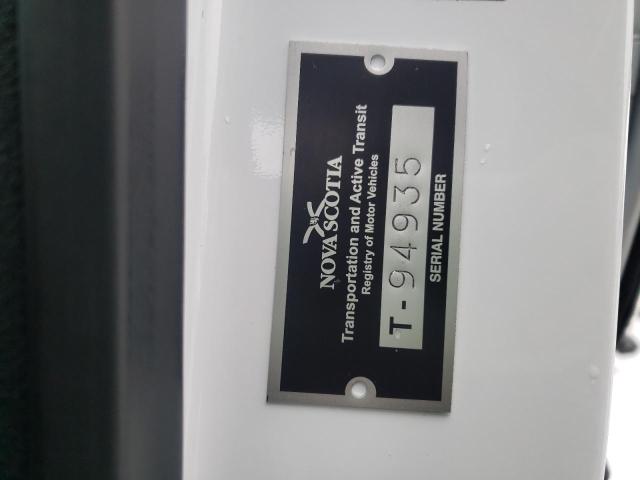 NOVA SCOTIA
Transportation and Active Transit
Registry of Motor Vehicles
T-94935
SERIAL NUMBER